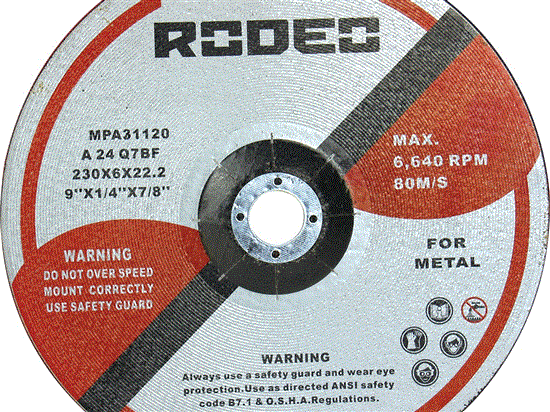 RODEO
MPA31120
A 24 Q7BF
230X6X22.2
9"X1/4"X7/8"
MAX.
6,640 RPM
80M/S
WARNING
DO NOT OVER SPEED
MOUNT CORRECTLY
USE SAFETY GUARD
FOR
METAL
WARNING
Always use a safety guard and wear eye
protection.Use as directed ANSI safety
code B7.1 & O.S.H.A.Regulations.